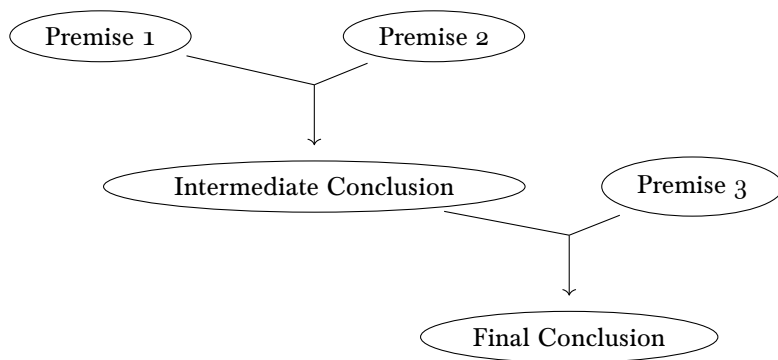 Premise 1
Premise 2
Intermediate Conclusion
Premise 3
Final Conclusion